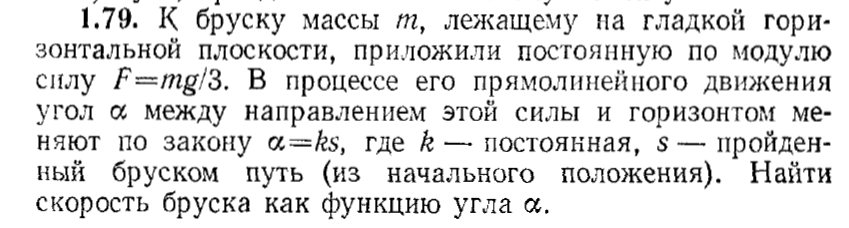 1.79. К бруску массы m, лежащему на гладкой гори-
зонтальной плоскости, приложили постоянную по модулю
силу F=mg/3. В процессе его прямолинейного движения
угол α между направлением этой силы и горизонтом ме-
няют по закону α=ks, где k — постоянная, s — пройден-
ный бруском путь (из начального положения). Найти
скорость бруска как функцию угла α.